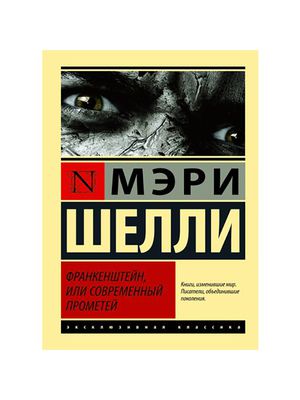 N МЭРИ
ШЕЛЛИ
ФРАНКЕНШТЕЙН,
ИЛИ СОВРЕМЕННЫЙ
ПРОМЕТЕЙ
Книги, изменившие мир.
Писатели, объединившие
поколения.
ЭКСКЛЮЗИВНАЯ КЛАССИКА